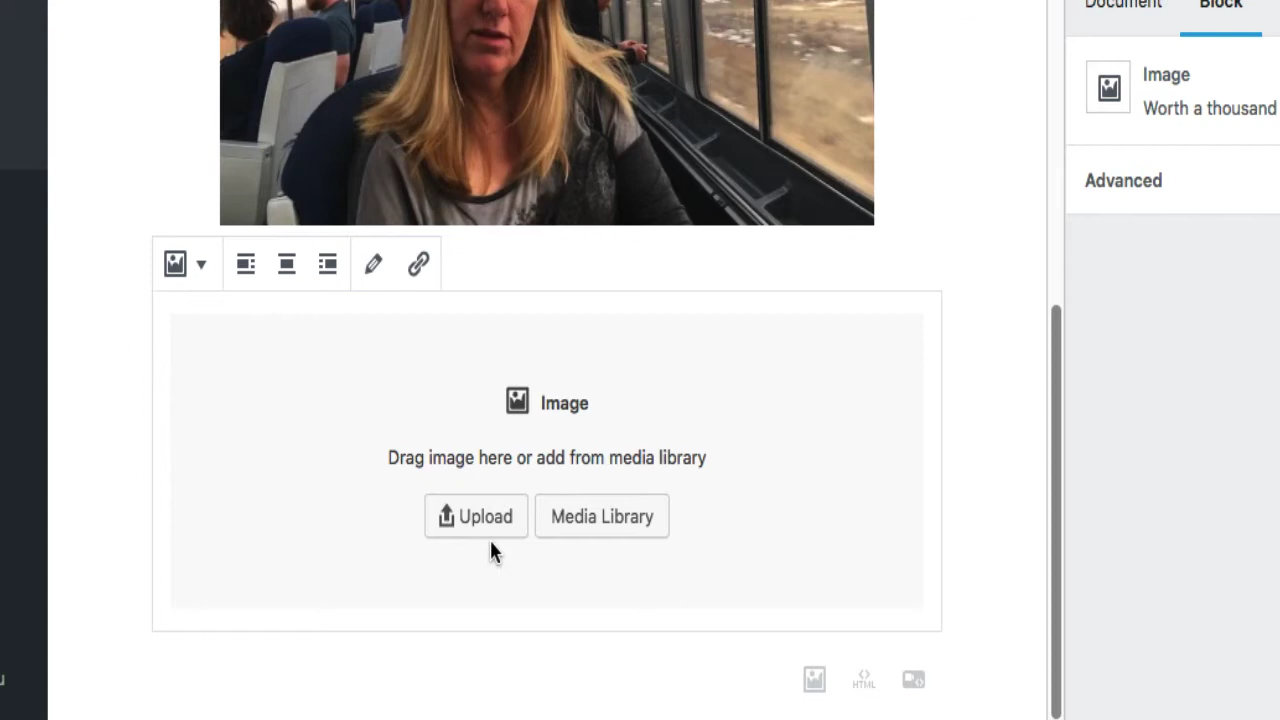 Document Block
Image
Worth a thousand
Advanced
Image
Drag image here or add from media library
Upload Media Library
HTML